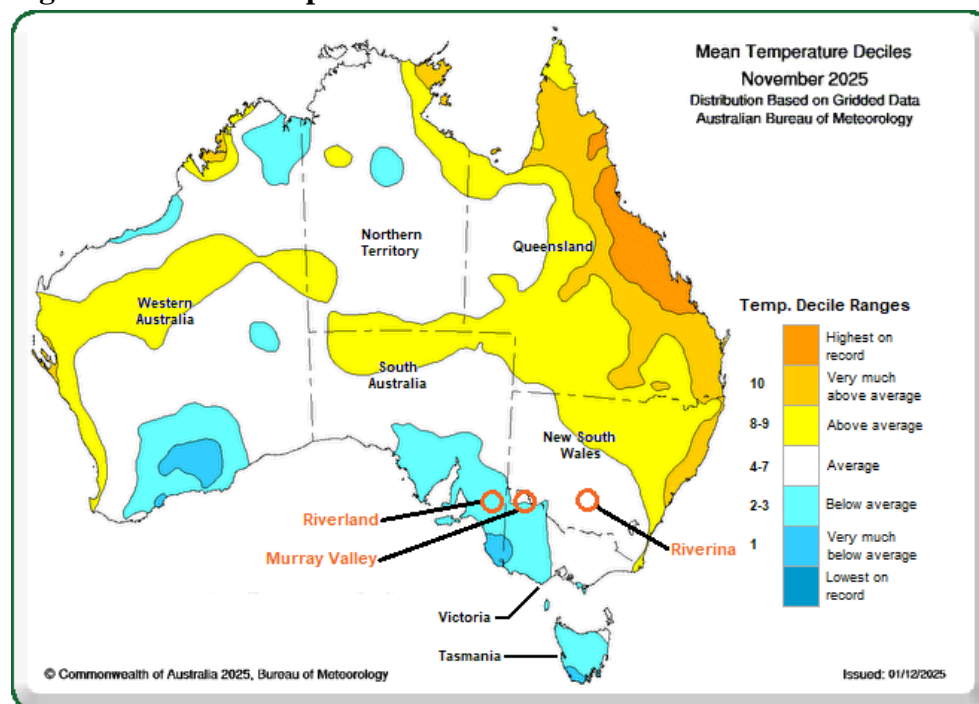 Mean Temperature Deciles
November 2025
Distribution Based on Gridded Data
Australian Bureau of Meteorology
Northern
Territory
Queensland
Western
Australia
South
Australia
New South
Wales
Riverland
Murray Valley
Riverina
Victoria
Tasmania
Temp. Decile Ranges
Highest on
record
10 Very much
above average
8-9 Above average
4-7 Average
2-3 Below average
1 Very much
below average
Lowest on
record
© Commonwealth of Australia 2025, Bureau of Meteorology
Issued: 01/12/2025